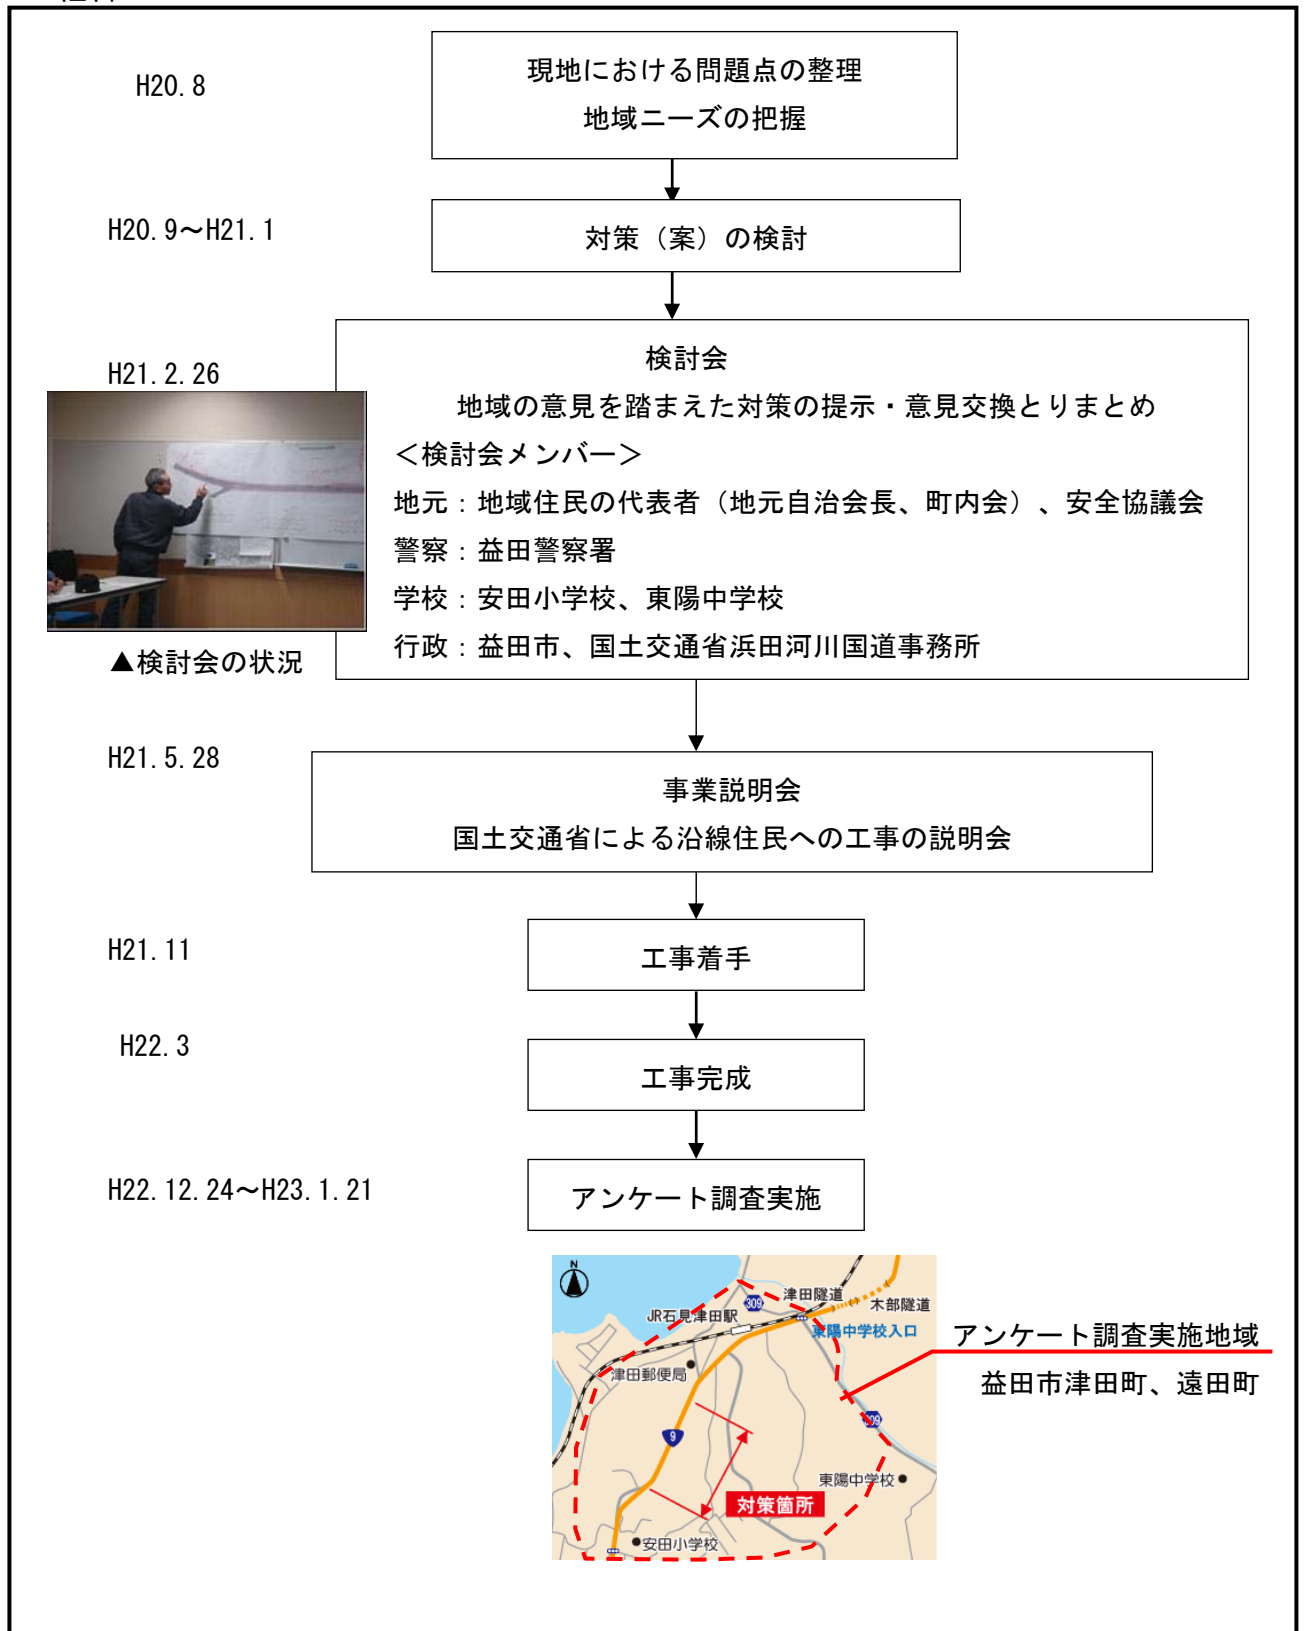 H20.8
現地における問題点の整理
地域ニーズの把握
H20.9～H21.1
対策（案）の検討
H21.2.26
検討会
地域の意見を踏まえた対策の提示・意見交換とりまとめ
＜検討会メンバー＞
地元：地域住民の代表者（地元自治会長、町内会）、安全協議会
警察：益田警察署
学校：安田小学校、東陽中学校
行政：益田市、国土交通省浜田河川国道事務所
▲検討会の状況
H21.5.28
事業説明会
国土交通省による沿線住民への工事の説明会
H21.11
工事着手
H22.3
工事完成
H22.12.24～H23.1.21
アンケート調査実施
N
309
津田隧道
木部隧道
JR石見津田駅
東陽中学校入口
津田郵便局
アンケート調査実施地域
益田市津田町、遠田町
9
309
東陽中学校
対策箇所
安田小学校